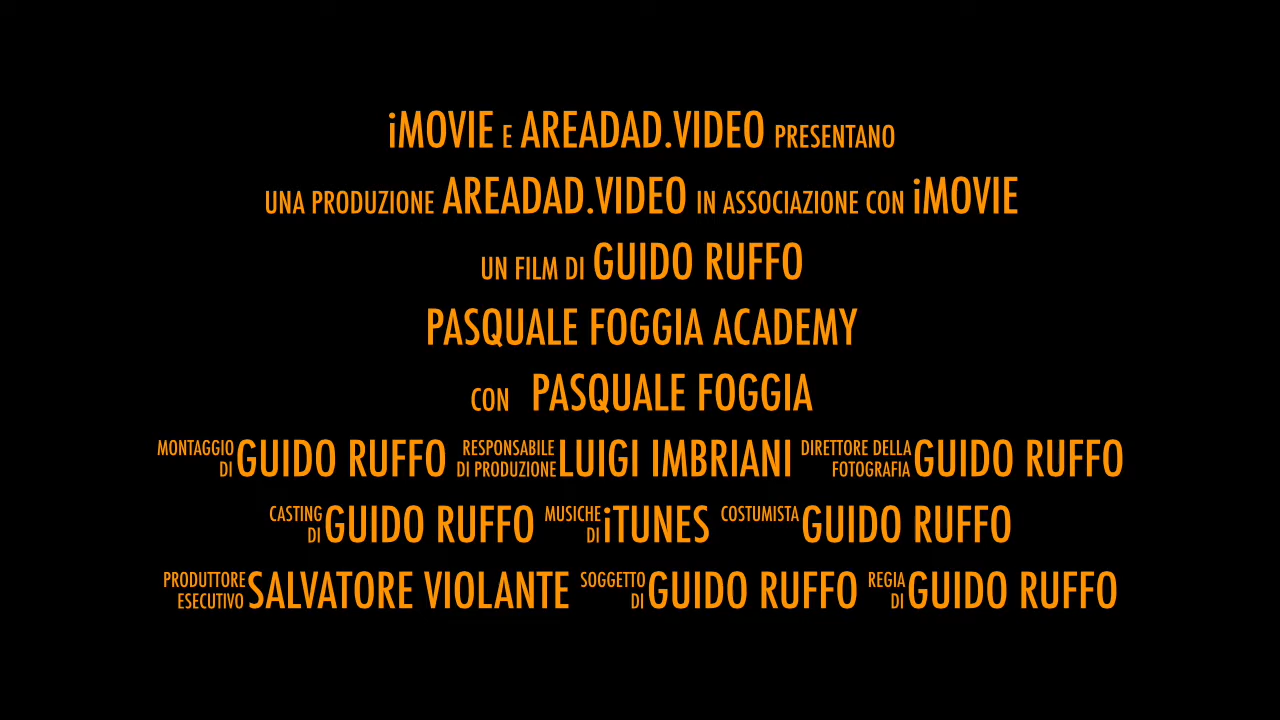 iMOVIE E AREADAD.VIDEO PRESENTANO
UNA PRODUZIONE AREADAD.VIDEO IN ASSOCIAZIONE CON iMOVIE
UN FILM DI GUIDO RUFFO
PASQUALE FOGGIA ACADEMY
CON PASQUALE FOGGIA
MONTAGGIO DI GUIDO RUFFO RESPONSABILE DI PRODUZIONE LUIGI IMBRIANI DIRETTORE DELLA FOTOGRAFIA GUIDO RUFFO
CASTING DI GUIDO RUFFO MUSICHE DI iTUNES COSTUMISTA GUIDO RUFFO
PRODUTTORE ESECUTIVO SALVATORE VIOLANTE SOGGETTO DI GUIDO RUFFO REGIA DI GUIDO RUFFO